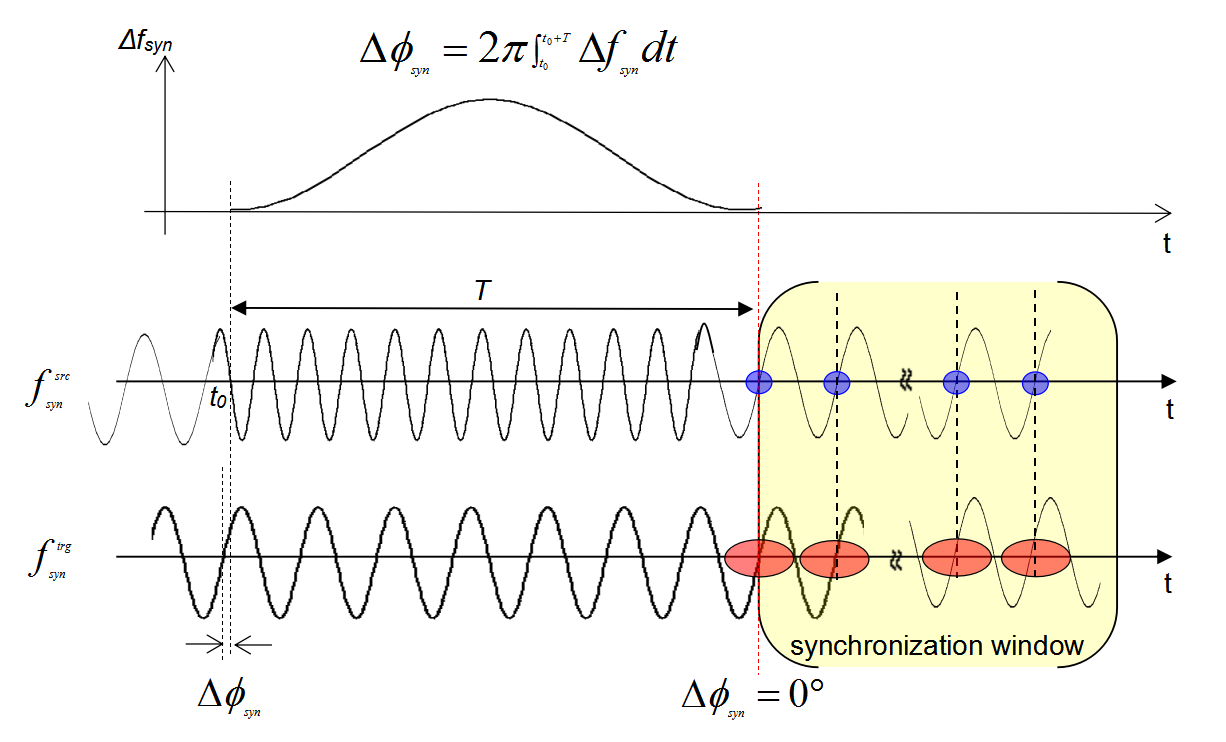 Δf_syn
Δϕ_syn = 2π∫_{t₀}^{t₀+T} Δf_syn dt
t
T
f_syn^src
t₀
t
f_syn^trg
t
synchronization window
Δϕ_syn
Δϕ_syn = 0°